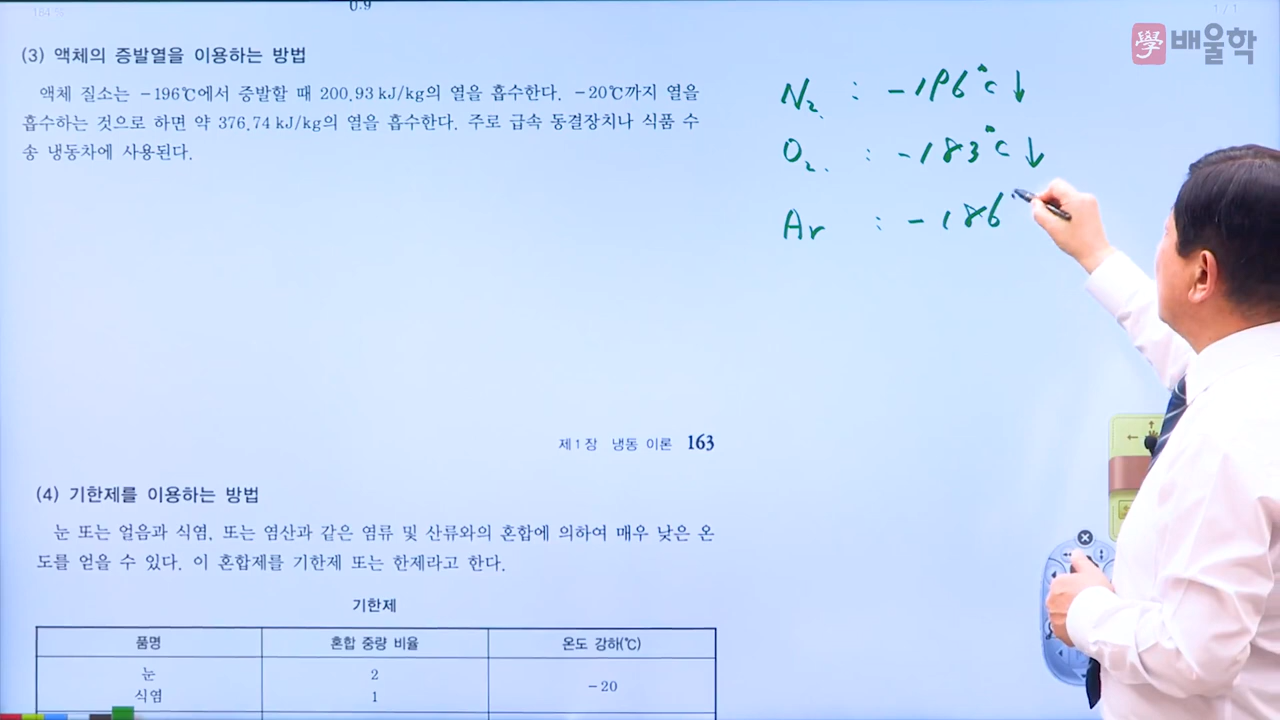 184 쪽
0.9
1 / 1
學 배울학
(3) 액체의 증발열을 이용하는 방법
액체 질소는 −196℃에서 증발할 때 200.93 kJ/kg의 열을 흡수한다. −20℃까지 열을
흡수하는 것으로 하면 약 376.74 kJ/kg의 열을 흡수한다. 주로 급속 동결장치나 식품 수
송 냉동차에 사용된다.
N₂ : −196℃ ↓
O₂ : −183℃ ↓
Ar : −186°
제 1 장 냉동 이론 163
(4) 기한제를 이용하는 방법
눈 또는 얼음과 식염, 또는 염산과 같은 염류 및 산류와의 혼합에 의하여 매우 낮은 온
도를 얻을 수 있다. 이 혼합제를 기한제 또는 한제라고 한다.
기한제
품명 혼합 중량 비율 온도 강하(℃)
눈 2
식염 1
−20